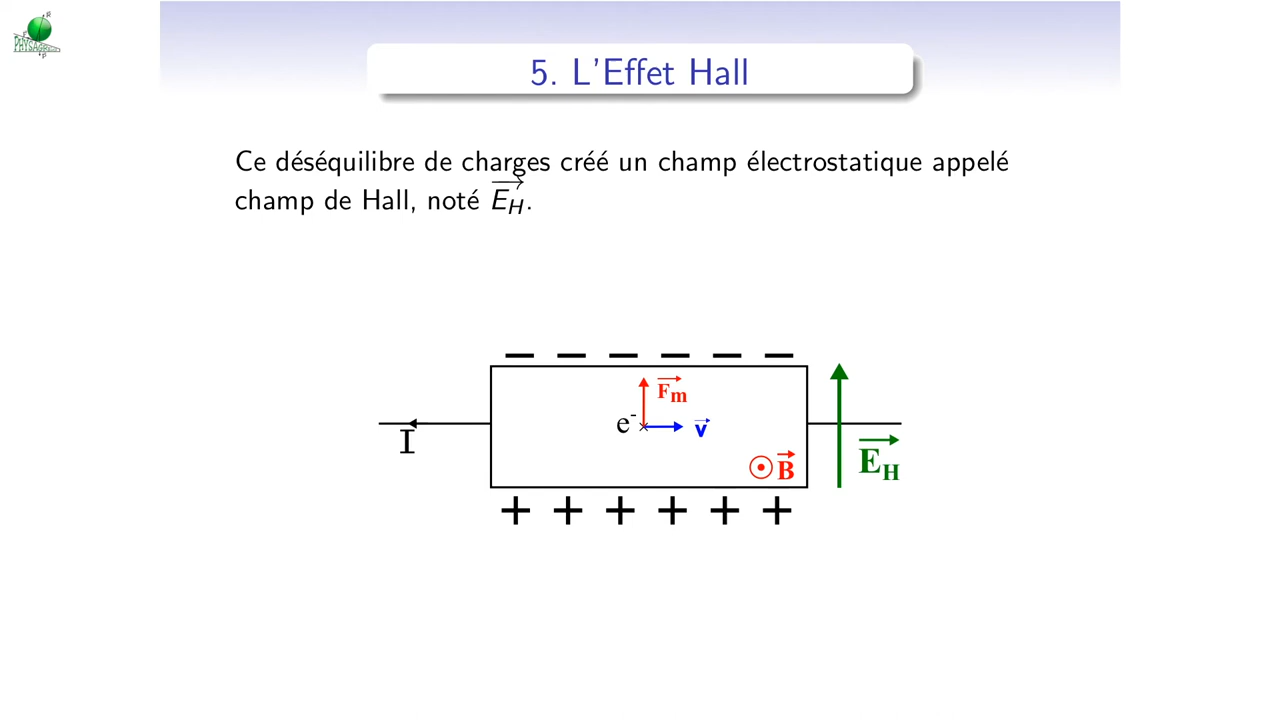 5. L'Effet Hall
Ce déséquilibre de charges créé un champ électrostatique appelé
champ de Hall, noté E_H.
− − − − − −
F_m
e⁻
v
I
B
E_H
+ + + + + +